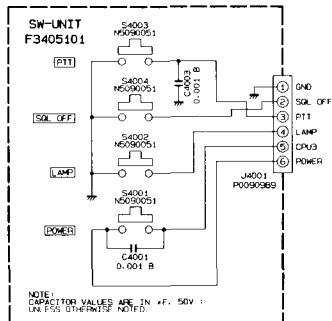 SW-UNIT
F3405101
S4003
N5090051
PTT
C4003
0.001 B
S4004
N5090051
SQL OFF
S4002
N5090051
LAMP
S4001
N5090051
POWER
C4001
0.001 B
1 GND
2 SQL OFF
3 PTT
4 LAMP
5 CPU3
6 POWER
J4001
P0090989
NOTE:
CAPACITOR VALUES ARE IN F. 50V :
UNLESS OTHERWISE NOTED.